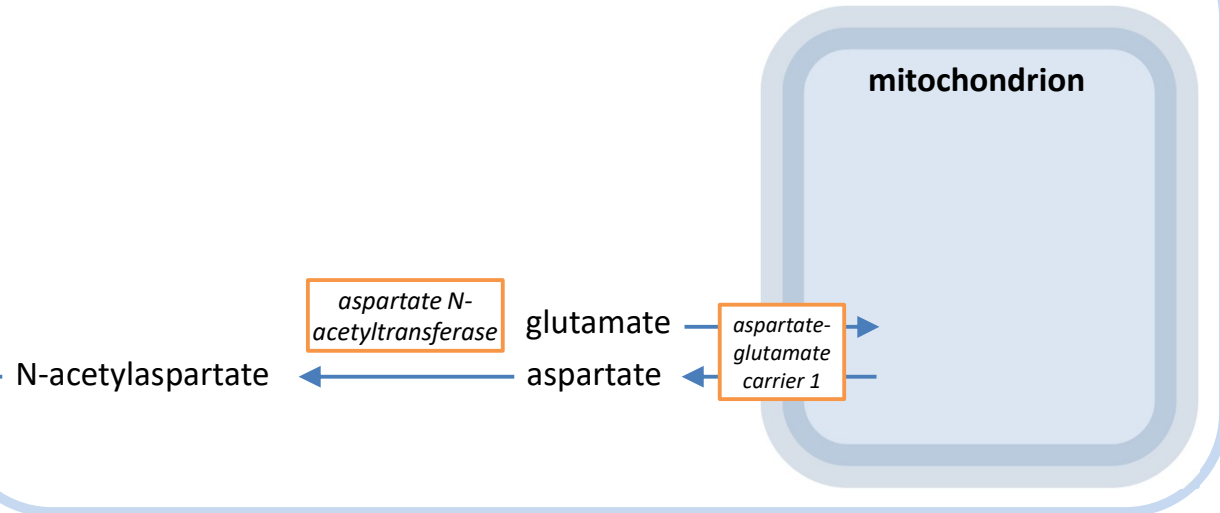 mitochondrion
aspartate N-
acetyltransferase
glutamate
aspartate-
glutamate
carrier 1
N-acetylaspartate
aspartate